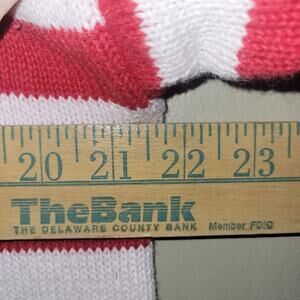 20 21 22 23
TheBank
THE DELAWARE COUNTY BANK Member FDIC